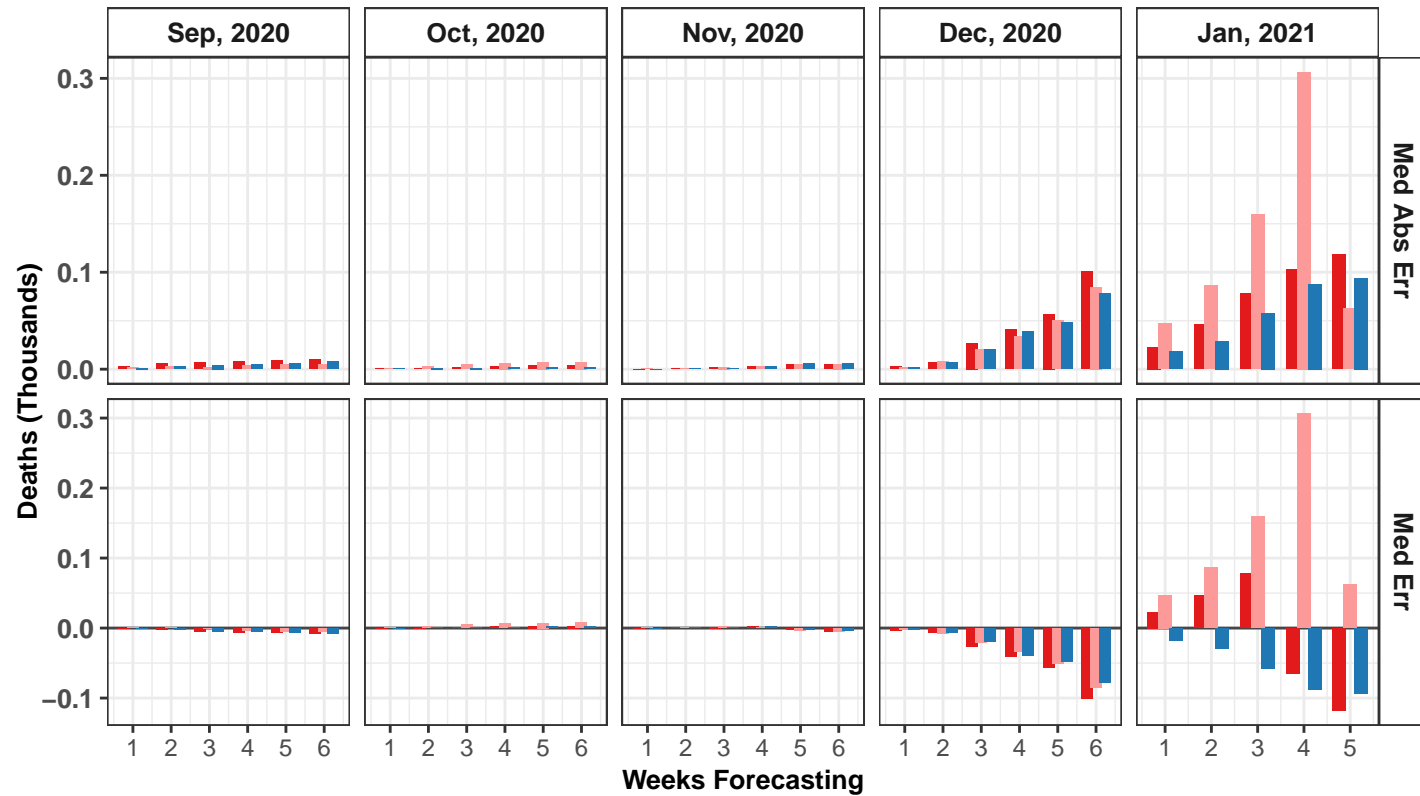 Sep, 2020 Oct, 2020 Nov, 2020 Dec, 2020 Jan, 2021
0.3
0.2
0.1
0.0
Med Abs Err
Deaths (Thousands)
0.3
0.2
0.1
0.0
−0.1
Med Err
1 2 3 4 5 6 1 2 3 4 5 6 1 2 3 4 5 6 1 2 3 4 5 6 1 2 3 4 5
Weeks Forecasting